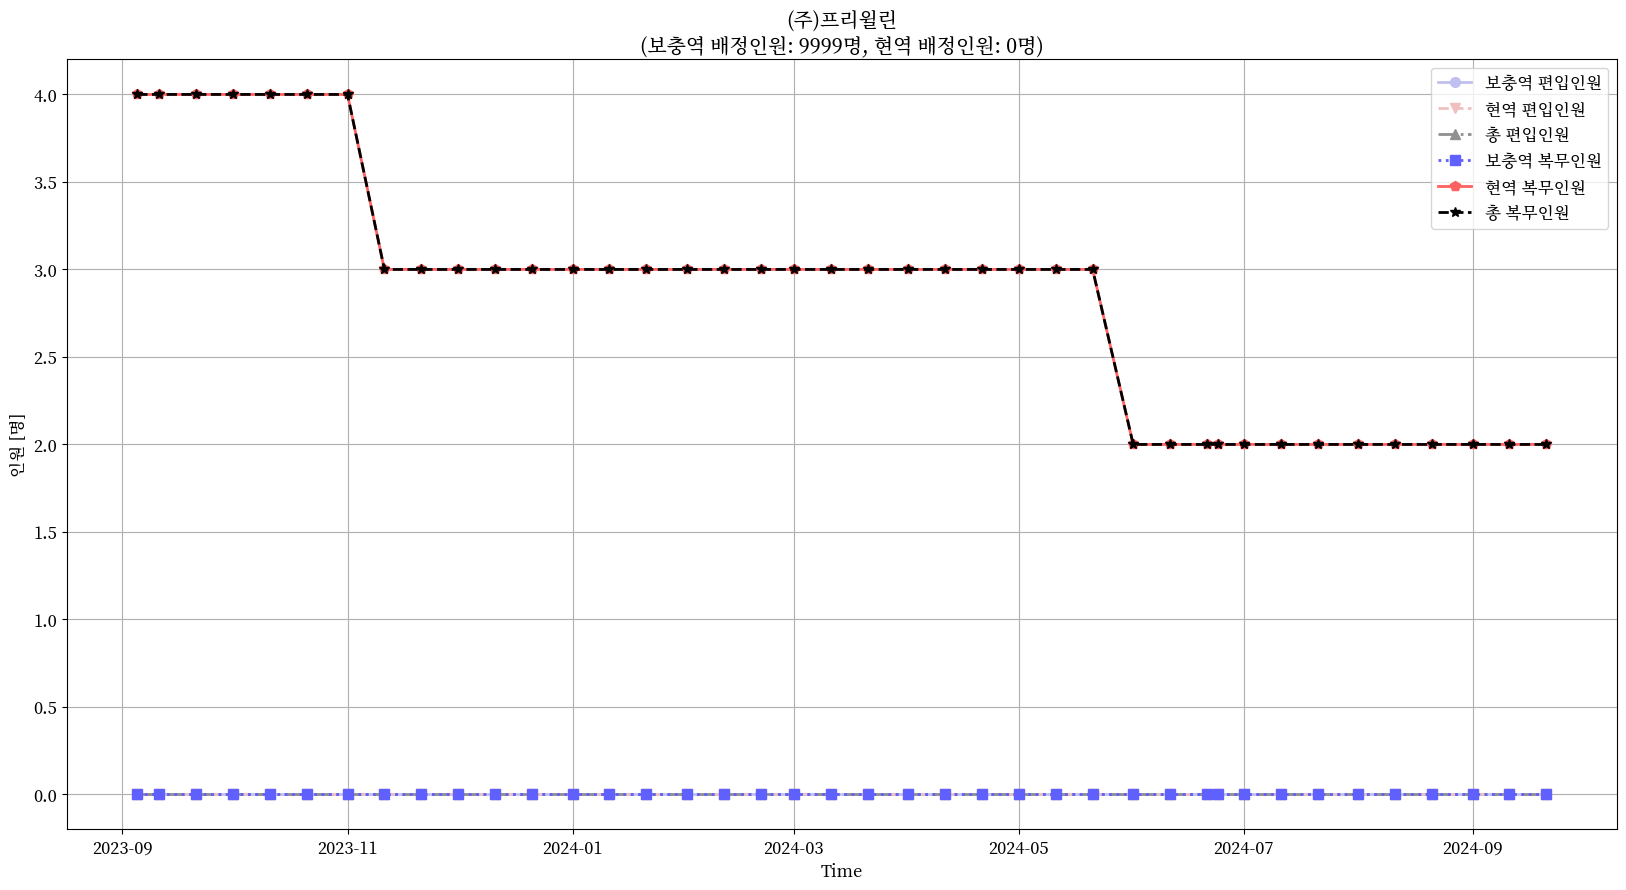 (주)프리윌린
(보충역 배정인원: 9999명, 현역 배정인원: 0명)
보충역 편입인원
현역 편입인원
총 편입인원
보충역 복무인원
현역 복무인원
총 복무인원
4.0
3.5
3.0
2.5
2.0
1.5
1.0
0.5
0.0
인원 [명]
2023-09 2023-11 2024-01 2024-03 2024-05 2024-07 2024-09
Time